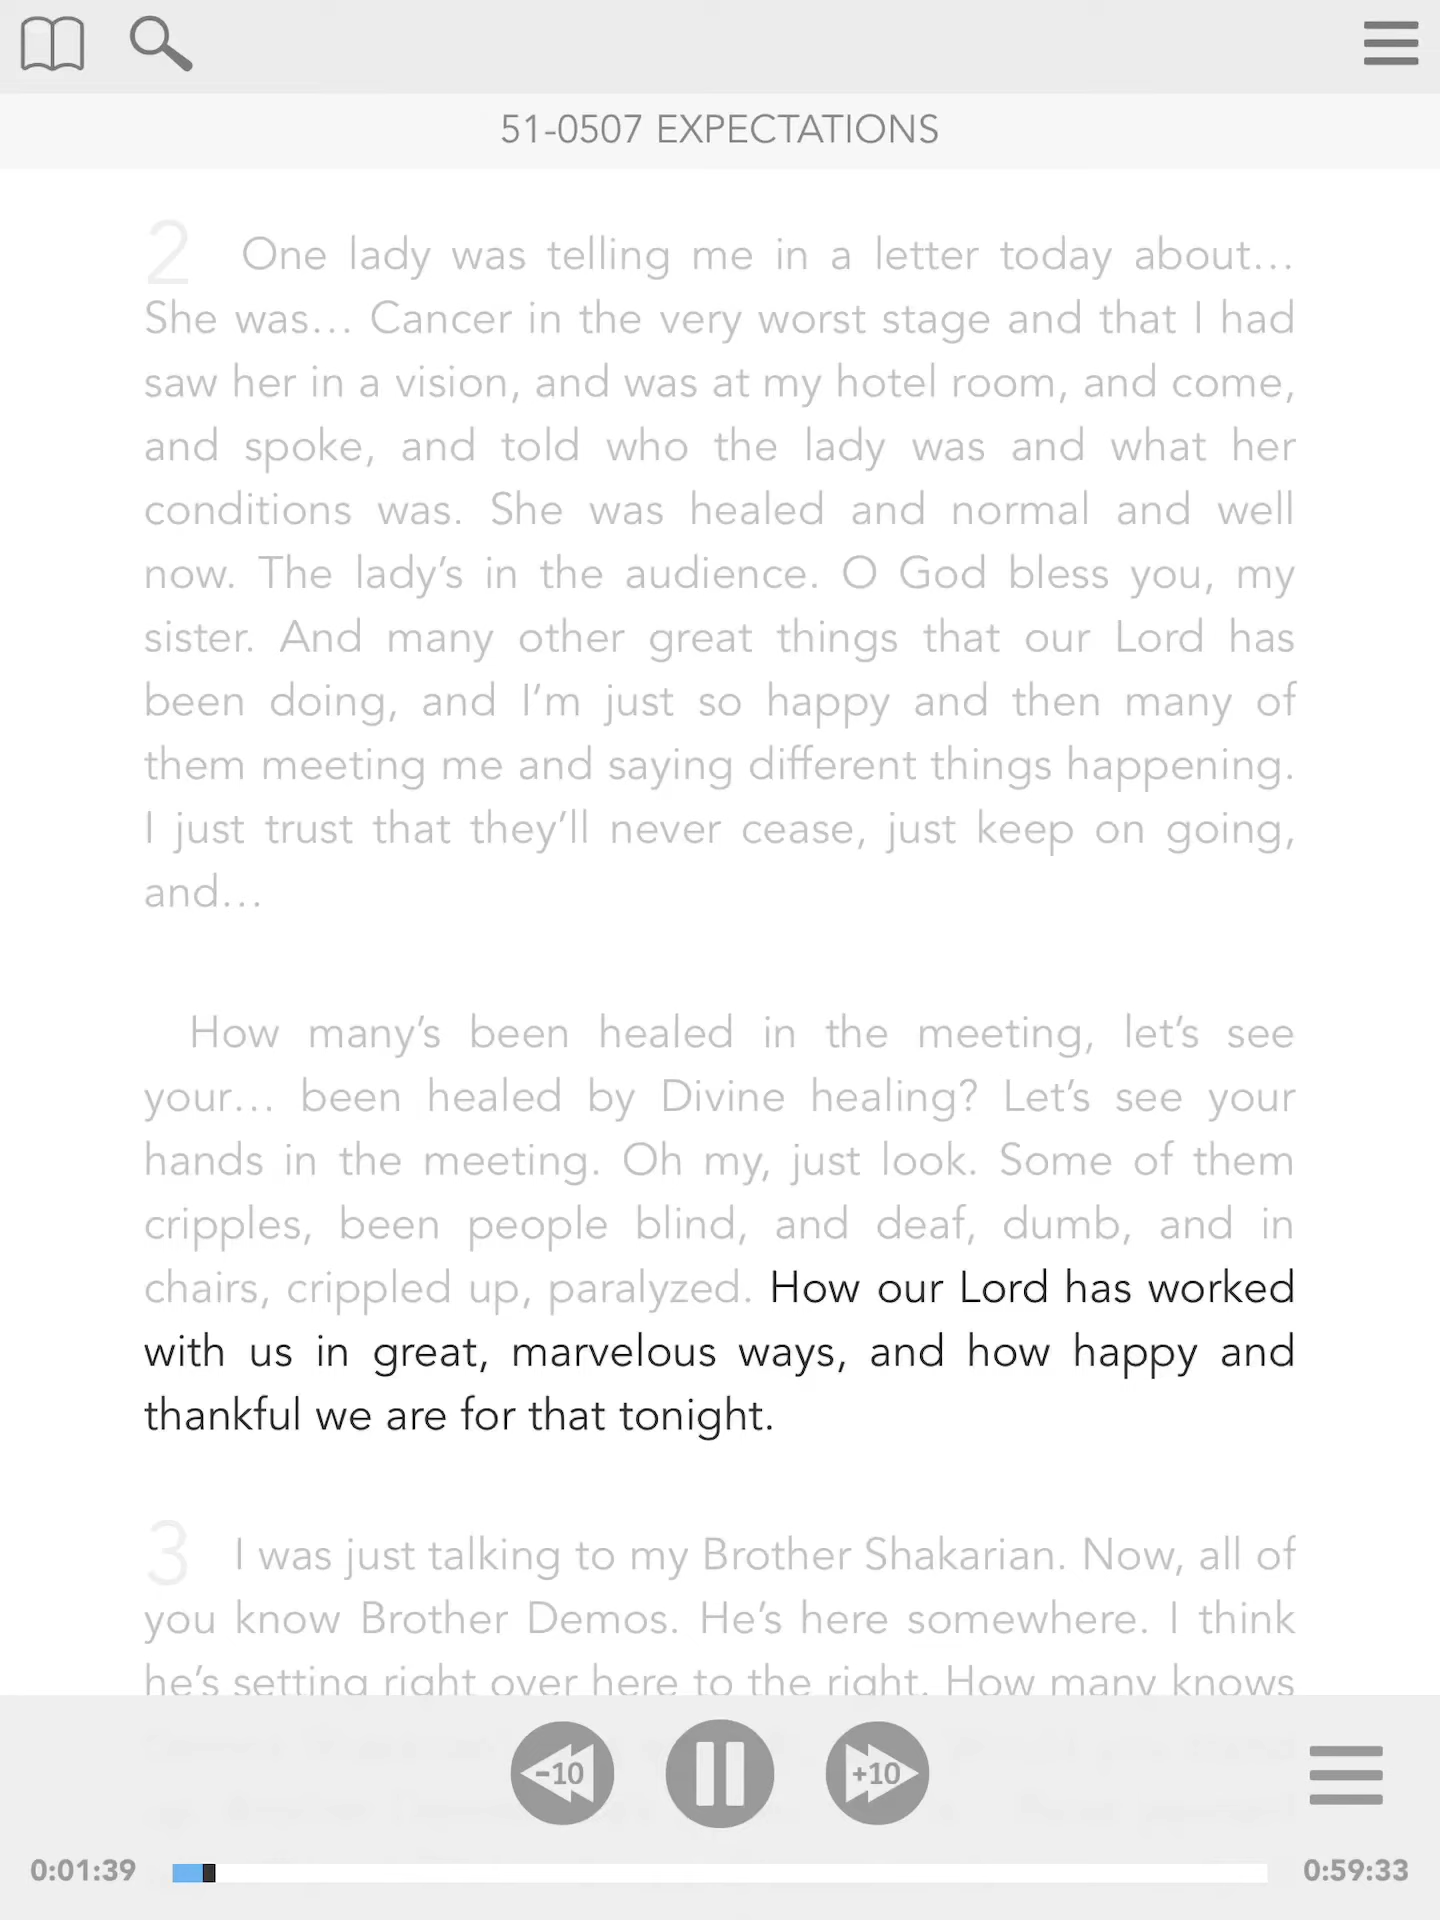 51-0507 EXPECTATIONS
2 One lady was telling me in a letter today about…
She was… Cancer in the very worst stage and that I had
saw her in a vision, and was at my hotel room, and come,
and spoke, and told who the lady was and what her
conditions was. She was healed and normal and well
now. The lady’s in the audience. O God bless you, my
sister. And many other great things that our Lord has
been doing, and I’m just so happy and then many of
them meeting me and saying different things happening.
I just trust that they’ll never cease, just keep on going,
and…
How many’s been healed in the meeting, let’s see
your… been healed by Divine healing? Let’s see your
hands in the meeting. Oh my, just look. Some of them
cripples, been people blind, and deaf, dumb, and in
chairs, crippled up, paralyzed. How our Lord has worked
with us in great, marvelous ways, and how happy and
thankful we are for that tonight.
3 I was just talking to my Brother Shakarian. Now, all of
you know Brother Demos. He’s here somewhere. I think
he’s setting right over here to the right. How many knows
-10 +10
0:01:39 0:59:33